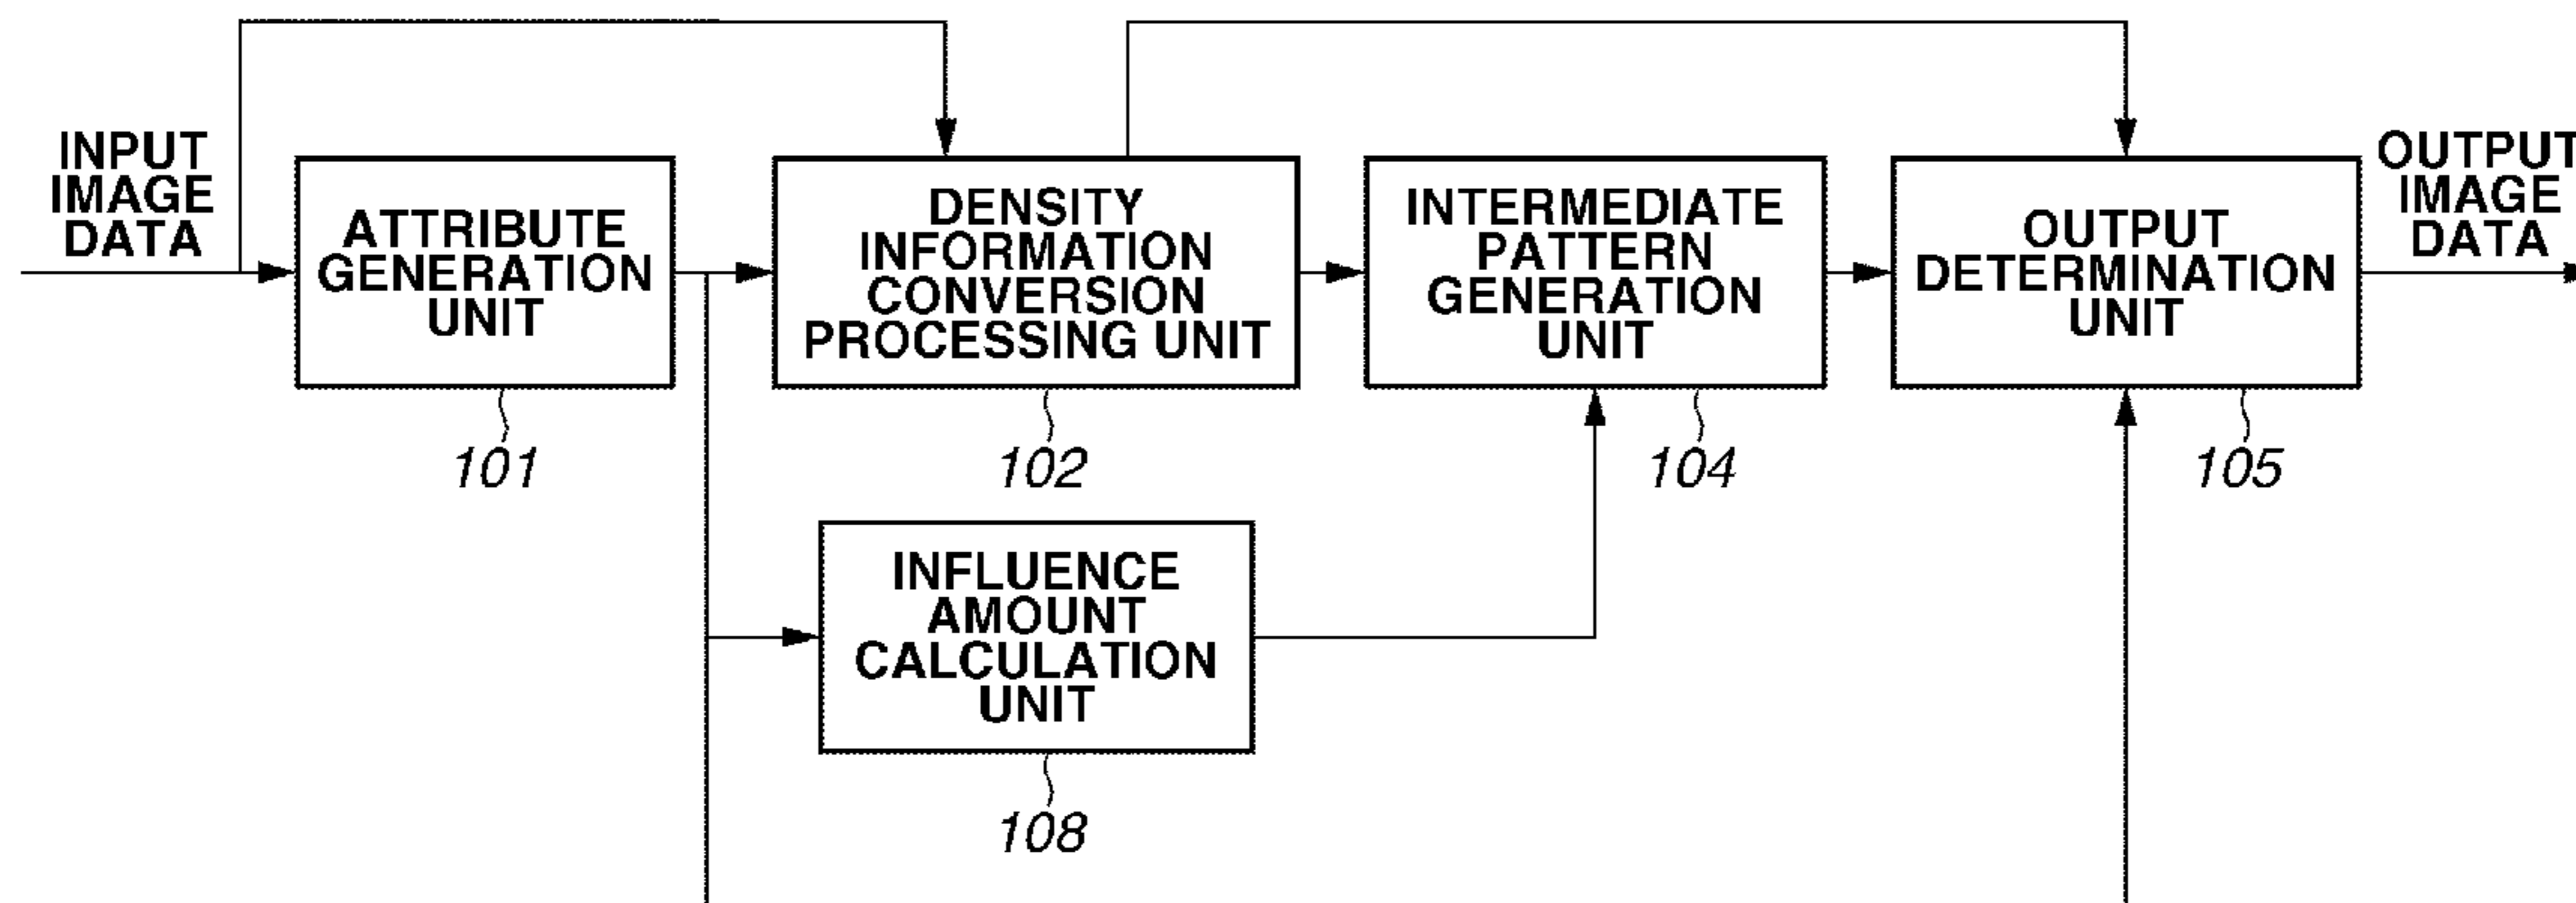 INPUT
IMAGE
DATA
ATTRIBUTE
GENERATION
UNIT
101
DENSITY
INFORMATION
CONVERSION
PROCESSING UNIT
102
INTERMEDIATE
PATTERN
GENERATION
UNIT
104
OUTPUT
DETERMINATION
UNIT
105
OUTPUT
IMAGE
DATA
INFLUENCE
AMOUNT
CALCULATION
UNIT
108